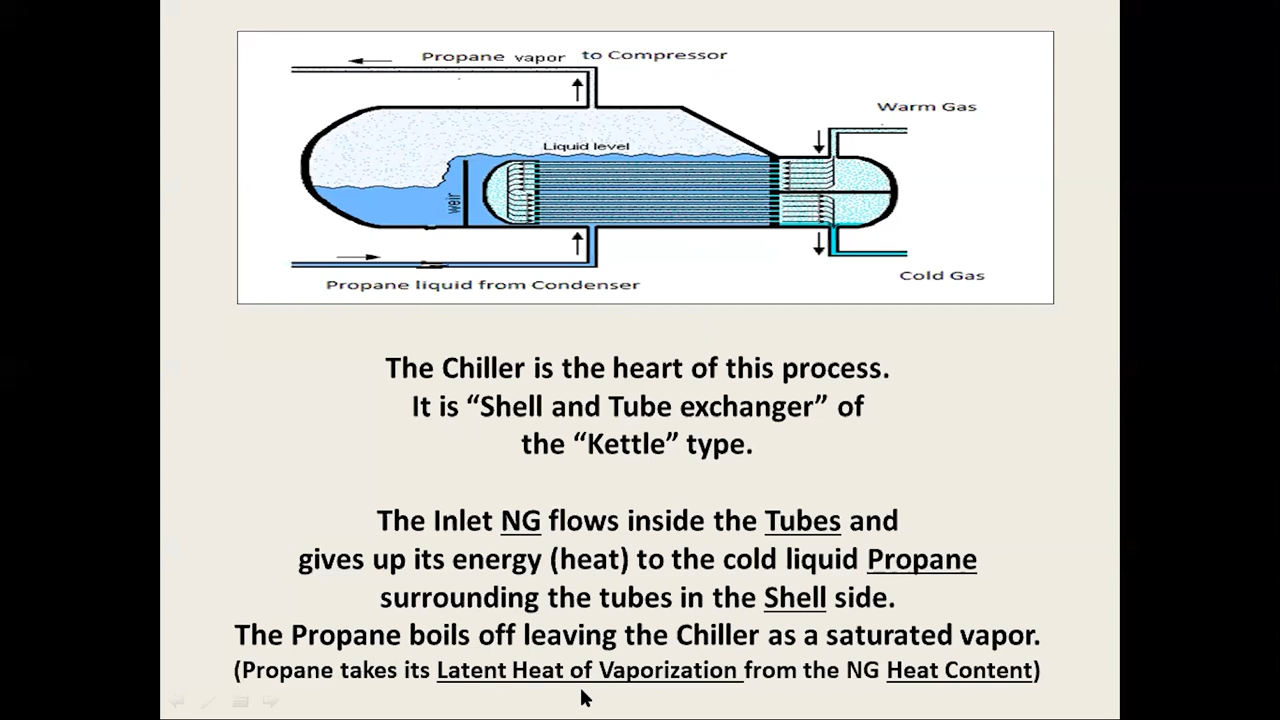 Propane vapor to Compressor
Warm Gas
Liquid level
weir
Cold Gas
Propane liquid from Condenser
The Chiller is the heart of this process.
It is “Shell and Tube exchanger” of
the “Kettle” type.
The Inlet NG flows inside the Tubes and
gives up its energy (heat) to the cold liquid Propane
surrounding the tubes in the Shell side.
The Propane boils off leaving the Chiller as a saturated vapor.
(Propane takes its Latent Heat of Vaporization from the NG Heat Content)